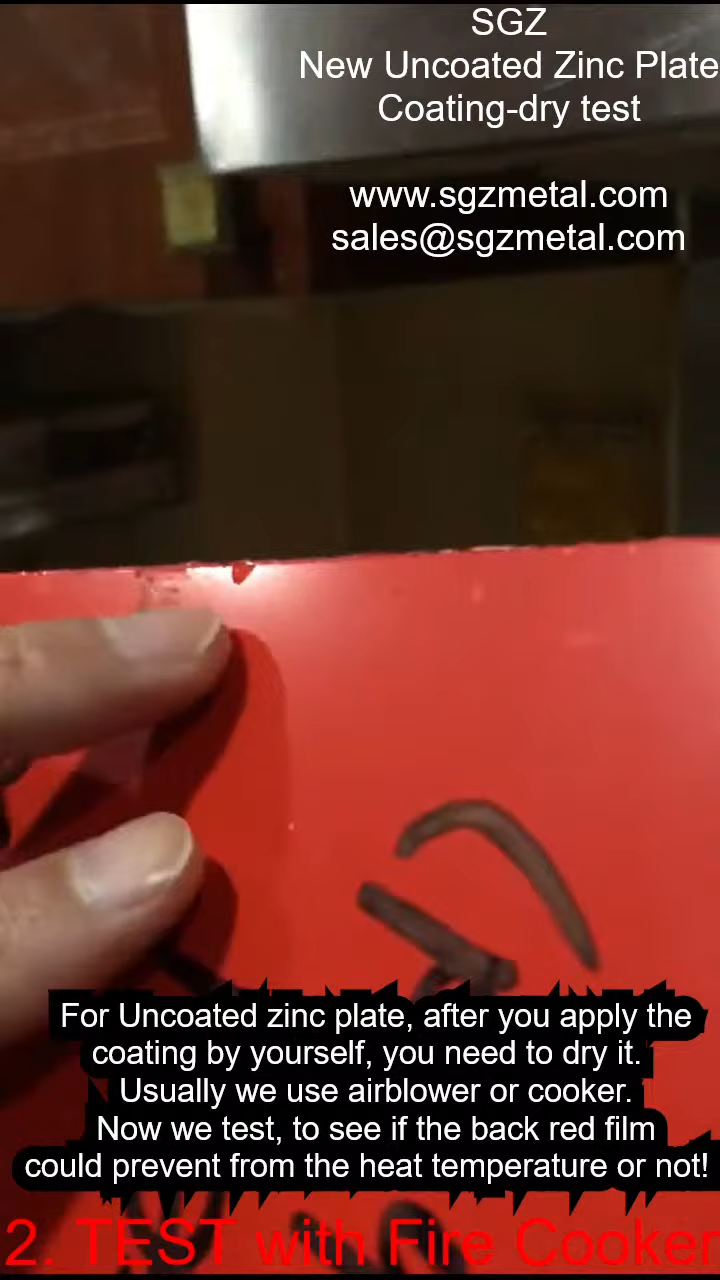 SGZ
New Uncoated Zinc Plate
Coating-dry test
www.sgzmetal.com
sales@sgzmetal.com
For Uncoated zinc plate, after you apply the
coating by yourself, you need to dry it.
Usually we use airblower or cooker.
Now we test, to see if the back red film
could prevent from the heat temperature or not!
2. TEST with Fire Cooker